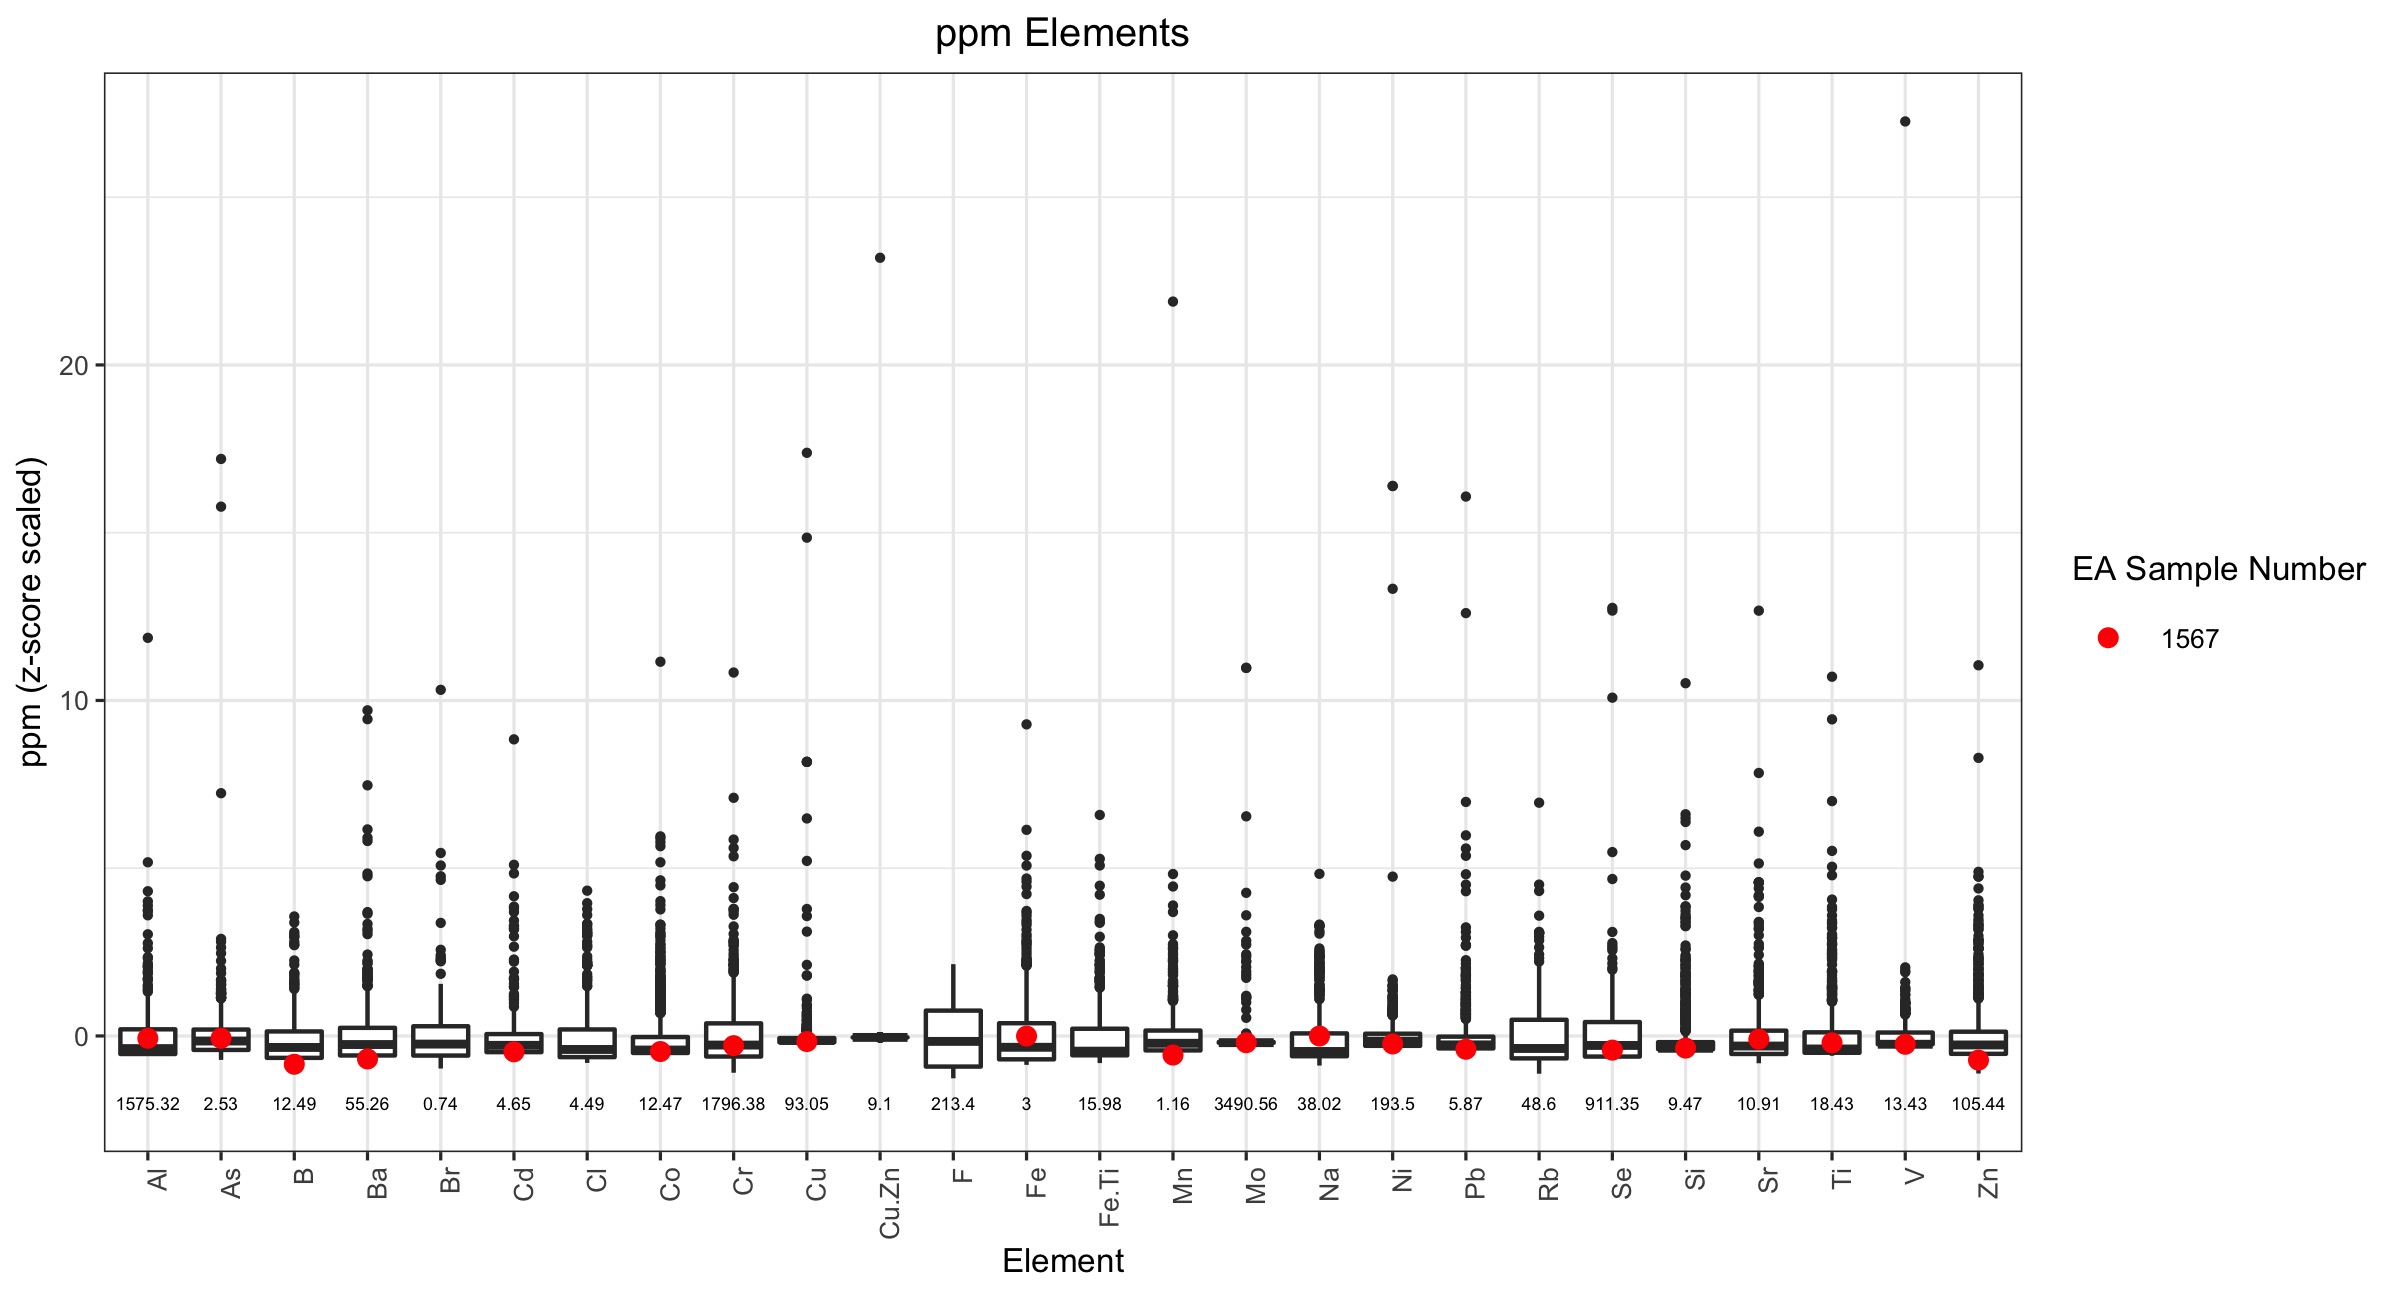 ppm Elements
ppm (z-score scaled)
20
10
0
1575.32 2.53 12.49 55.26 0.74 4.65 4.49 12.47 1796.38 93.05 9.1 213.4 3 15.98 1.16 3490.56 38.02 193.5 5.87 48.6 911.35 9.47 10.91 18.43 13.43 105.44
Al As B Ba Br Cd Cl Co Cr Cu Cu.Zn F Fe Fe.Ti Mn Mo Na Ni Pb Rb Se Si Sr Ti V Zn
Element
EA Sample Number
1567